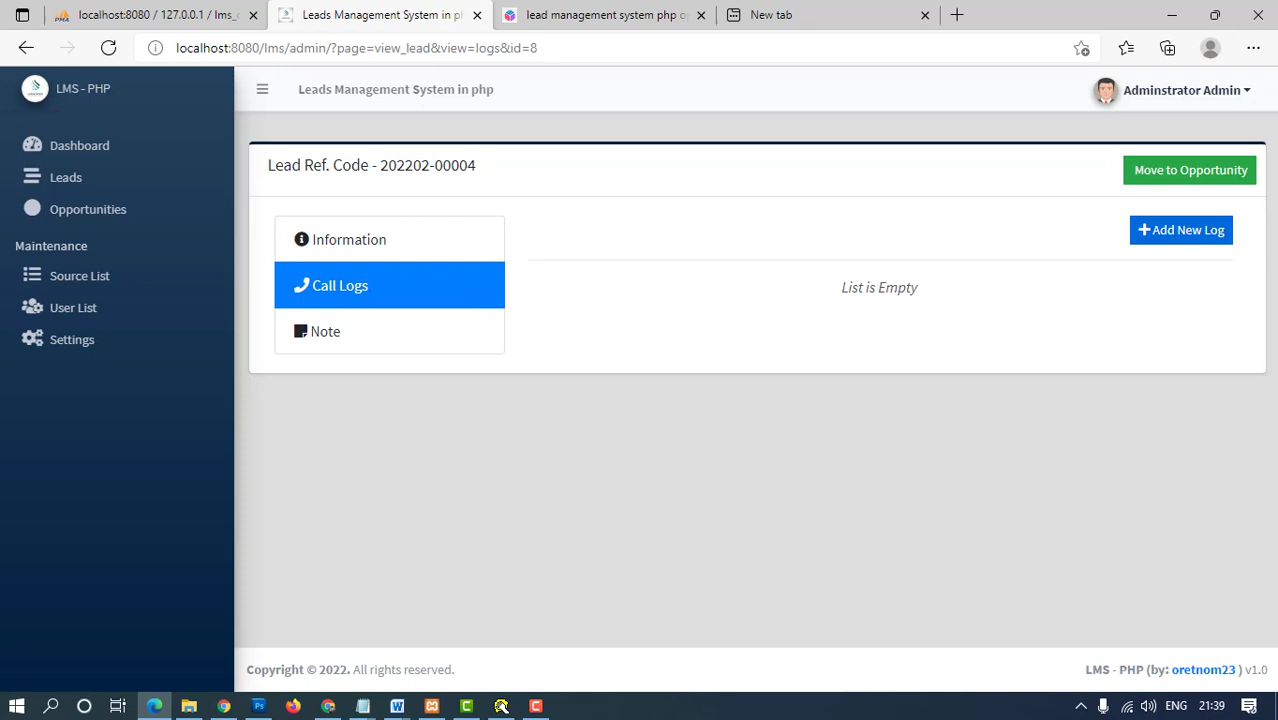 localhost:8080 / 127.0.0.1 / lms_
Leads Management System in p
lead management system php o
New tab
localhost:8080/lms/admin/?page=view_lead&view=logs&id=8
LMS - PHP
Leads Management System in php
Adminstrator Admin
Dashboard
Leads
Opportunities
Maintenance
Source List
User List
Settings
Lead Ref. Code - 202202-00004
Move to Opportunity
Information
Call Logs
Note
Add New Log
List is Empty
Copyright © 2022. All rights reserved.
LMS - PHP (by: oretnom23 ) v1.0
ENG
21:39